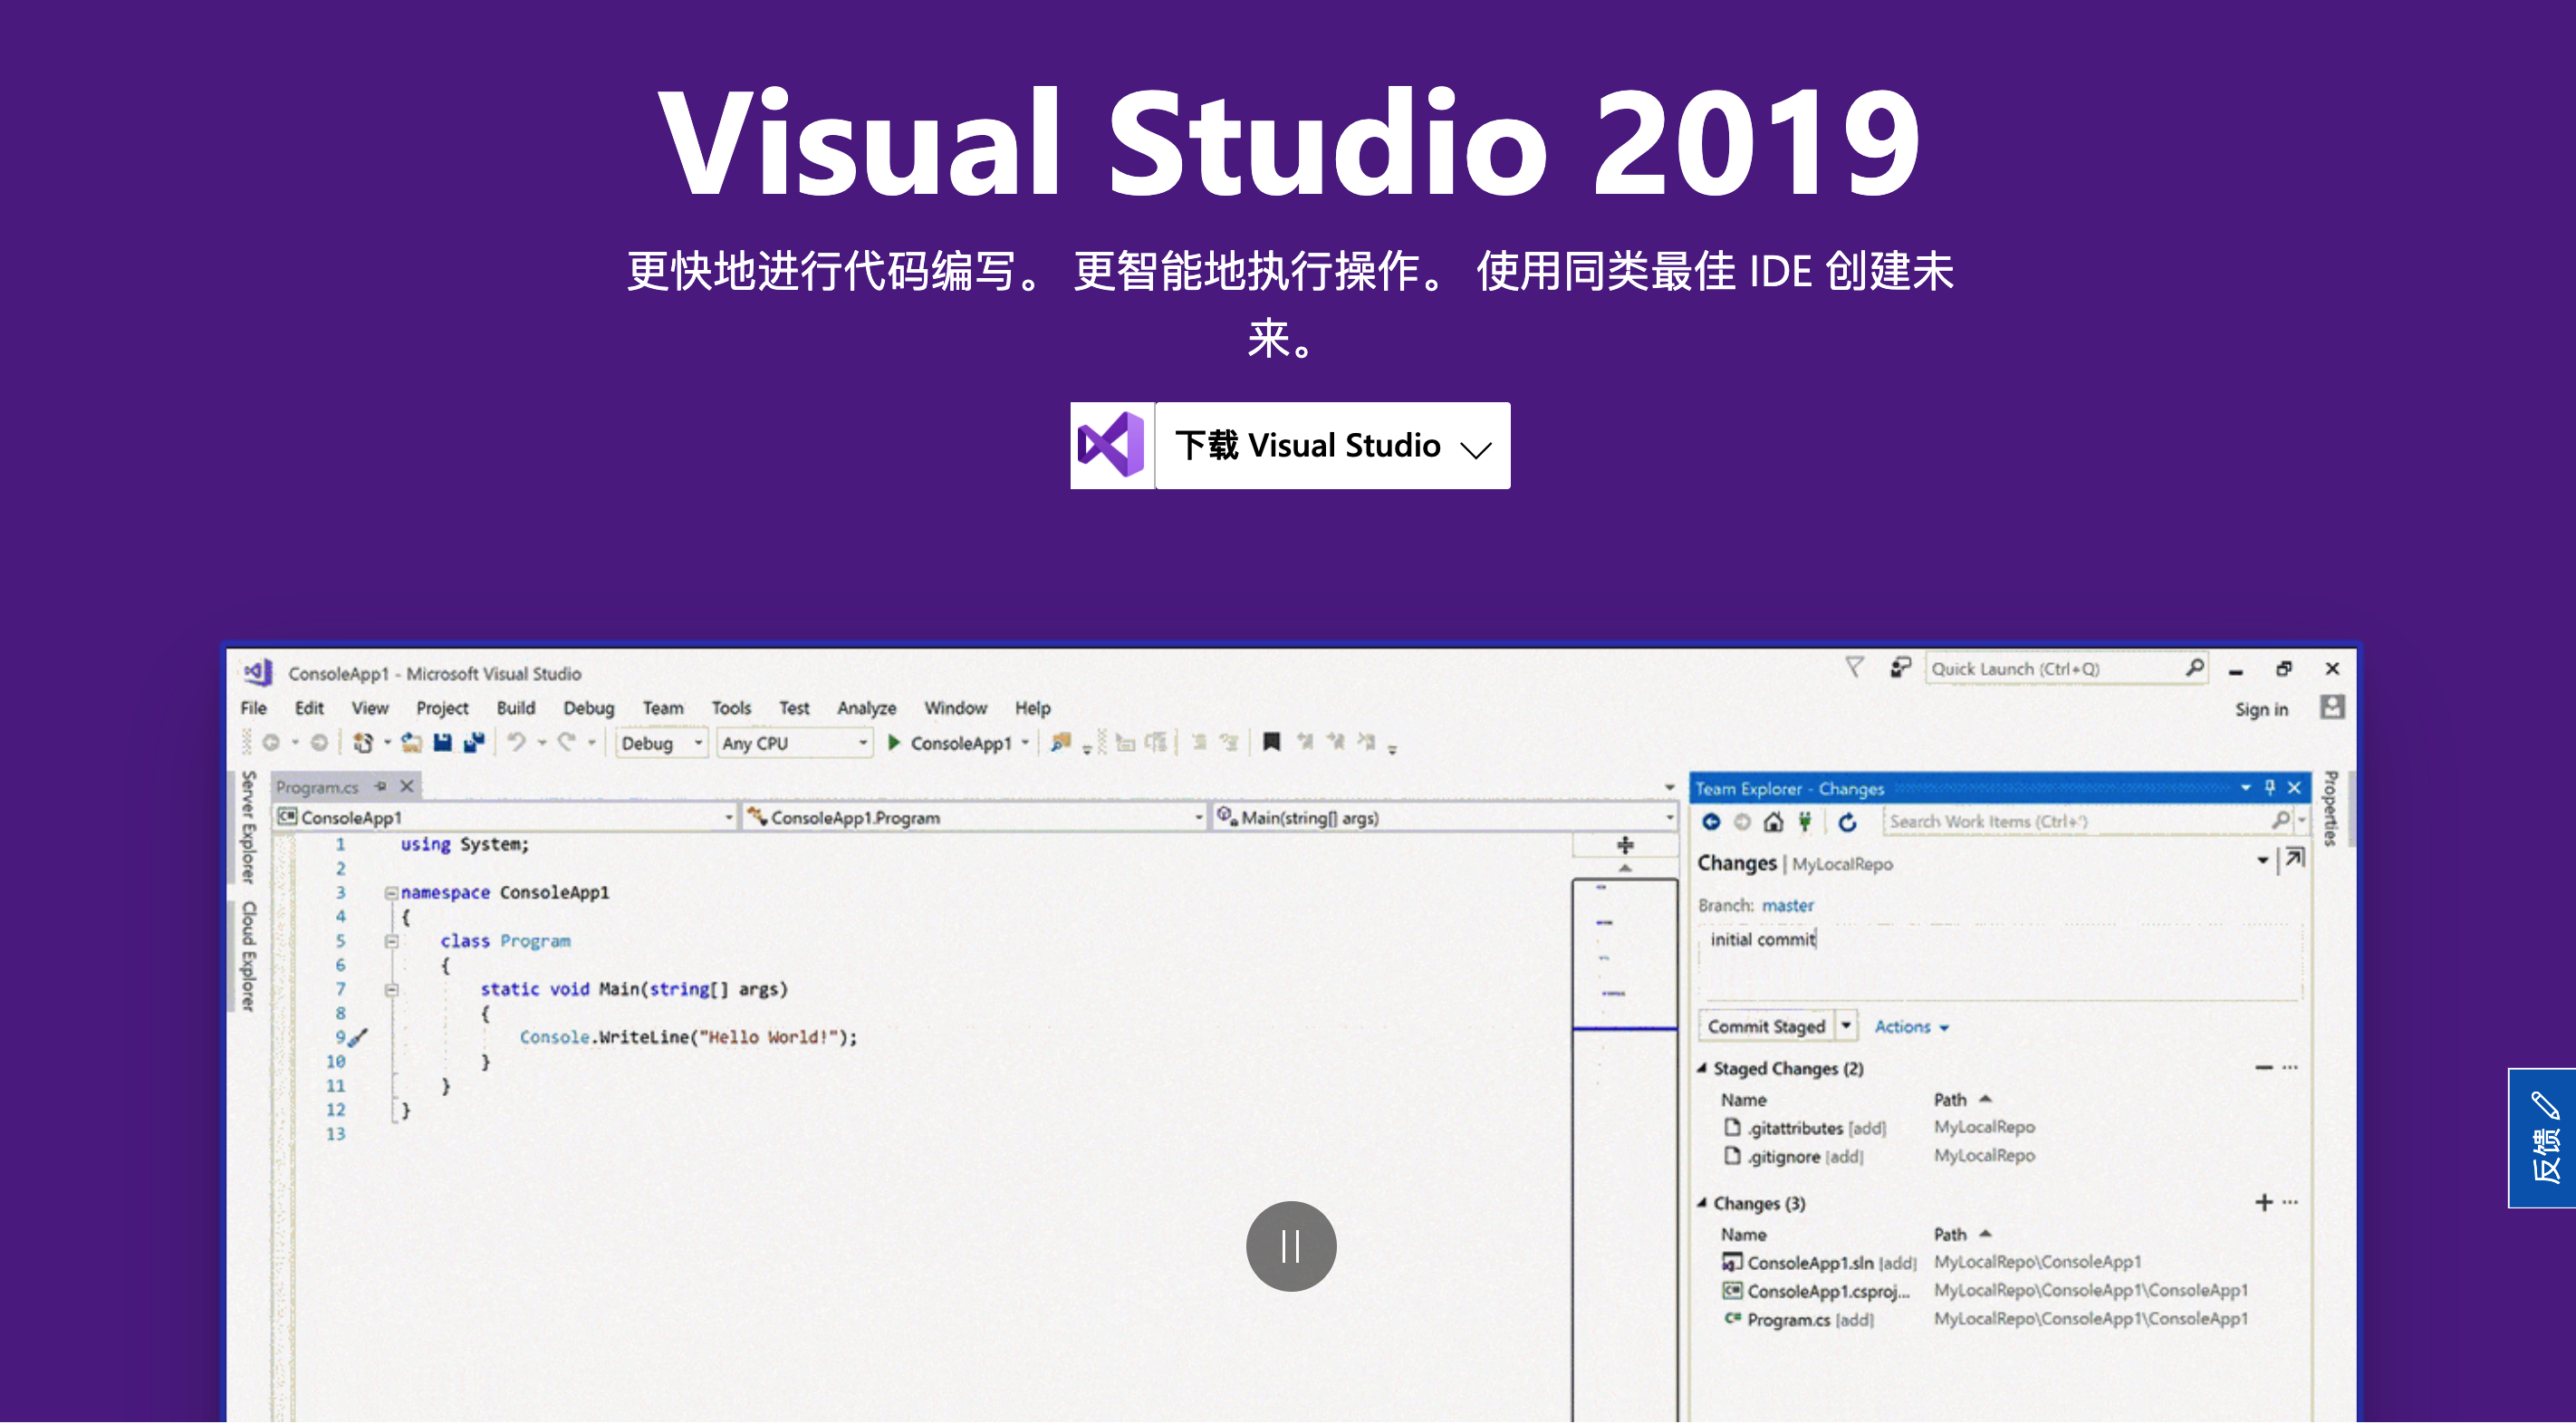 Visual Studio 2019
更快地进行代码编写。 更智能地执行操作。 使用同类最佳 IDE 创建未
来。
下载 Visual Studio
ConsoleApp1 - Microsoft Visual Studio
Quick Launch (Ctrl+Q)
File Edit View Project Build Debug Team Tools Test Analyze Window Help
Sign in
Debug Any CPU ConsoleApp1
Server Explorer
Cloud Explorer
Program.cs
ConsoleApp1 ConsoleApp1.Program Main(string[] args)
1 using System;
2
3 namespace ConsoleApp1
4 {
5 class Program
6 {
7 static void Main(string[] args)
8 {
9 Console.WriteLine("Hello World!");
10 }
11 }
12 }
13
Team Explorer - Changes
Properties
Search Work Items (Ctrl+')
Changes | MyLocalRepo
Branch: master
initial commit
Commit Staged Actions
Staged Changes (2)
Name Path
.gitattributes [add] MyLocalRepo
.gitignore [add] MyLocalRepo
Changes (3)
Name Path
ConsoleApp1.sln [add] MyLocalRepo\ConsoleApp1
ConsoleApp1.csproj... MyLocalRepo\ConsoleApp1\ConsoleApp1
Program.cs [add] MyLocalRepo\ConsoleApp1\ConsoleApp1
反馈